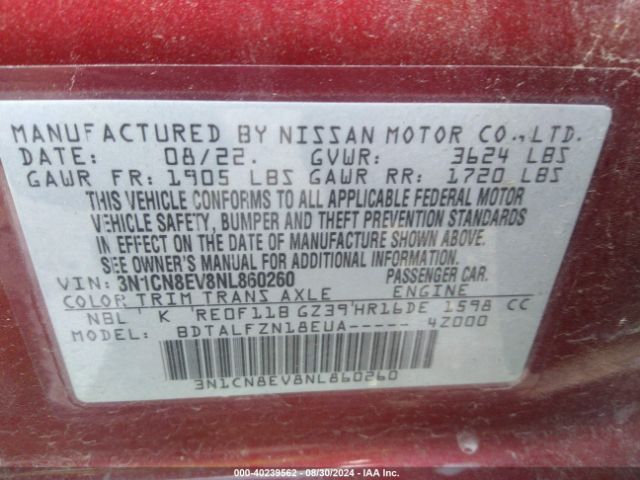 MANUFACTURED BY NISSAN MOTOR CO.,LTD.
DATE: 08/22. GVWR: 3624 LBS
GAWR FR: 1905 LBS GAWR RR: 1720 LBS
THIS VEHICLE CONFORMS TO ALL APPLICABLE FEDERAL MOTOR
VEHICLE SAFETY, BUMPER AND THEFT PREVENTION STANDARDS
IN EFFECT ON THE DATE OF MANUFACTURE SHOWN ABOVE.
SEE OWNER'S MANUAL FOR ADDITIONAL INFORMATION.
VIN: 3N1CN8EV8NL860260 PASSENGER CAR.
COLOR TRIM TRANS AXLE ENGINE
NBL K RE0F11B GZ39 HR16DE 1598 CC
MODEL: BDTALFZN18EUA----- 4Z000
3N1CN8EV8NL860260
000-40239562 - 08/30/2024 - IAA Inc.